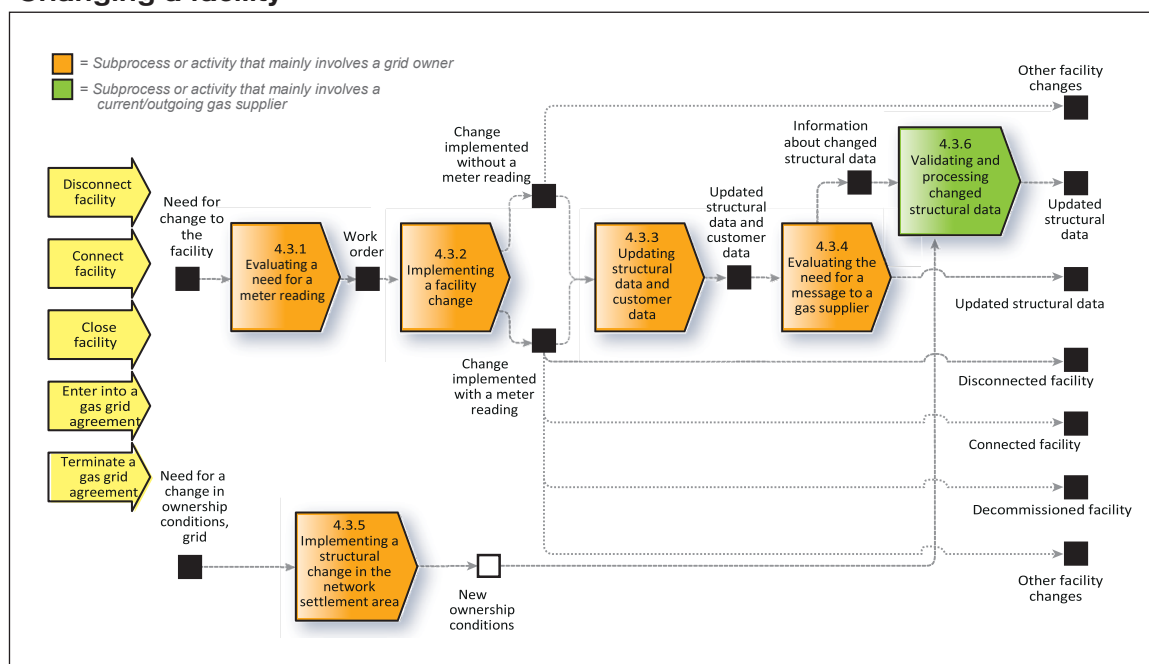 Changing a facility
= Subprocess or activity that mainly involves a grid owner
= Subprocess or activity that mainly involves a
current/outgoing gas supplier
Disconnect
facility
Connect
facility
Close
facility
Enter into a
gas grid
agreement
Terminate a
gas grid
agreement
Need for
change to
the
facility
4.3.1
Evaluating a
need for a
meter reading
Work
order
4.3.2
Implementing
a facility
change
Change
implemented
without a
meter reading
Change
implemented
with a meter
reading
4.3.3
Updating
structural
data and
customer
data
Updated
structural
data and
customer
data
4.3.4
Evaluating the
need for a
message to a
gas supplier
Information
about changed
structural data
4.3.6
Validating and
processing
changed
structural data
Other facility
changes
Updated
structural
data
Updated structural data
Disconnected facility
Connected facility
Decommissioned facility
Other facility
changes
Need for a
change in
ownership
conditions,
grid
4.3.5
Implementing a
structural
change in the
network
settlement area
New
ownership
conditions